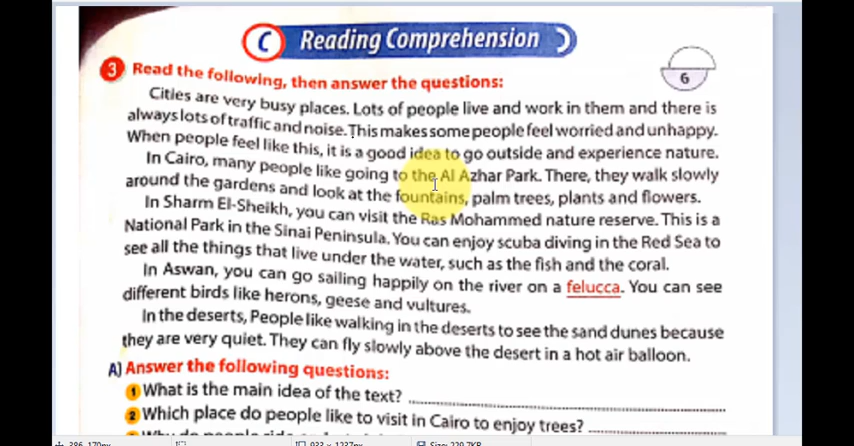 C Reading Comprehension
3 Read the following, then answer the questions:
6
Cities are very busy places. Lots of people live and work in them and there is
always lots of traffic and noise. This makes some people feel worried and unhappy.
When people feel like this, it is a good idea to go outside and experience nature.
In Cairo, many people like going to the Al Azhar Park. There, they walk slowly
around the gardens and look at the fountains, palm trees, plants and flowers.
In Sharm El-Sheikh, you can visit the Ras Mohammed nature reserve. This is a
National Park in the Sinai Peninsula. You can enjoy scuba diving in the Red Sea to
see all the things that live under the water, such as the fish and the coral.
In Aswan, you can go sailing happily on the river on a felucca. You can see
different birds like herons, geese and vultures.
In the deserts, People like walking in the deserts to see the sand dunes because
they are very quiet. They can fly slowly above the desert in a hot air balloon.
A) Answer the following questions:
1 What is the main idea of the text?
2 Which place do people like to visit in Cairo to enjoy trees?